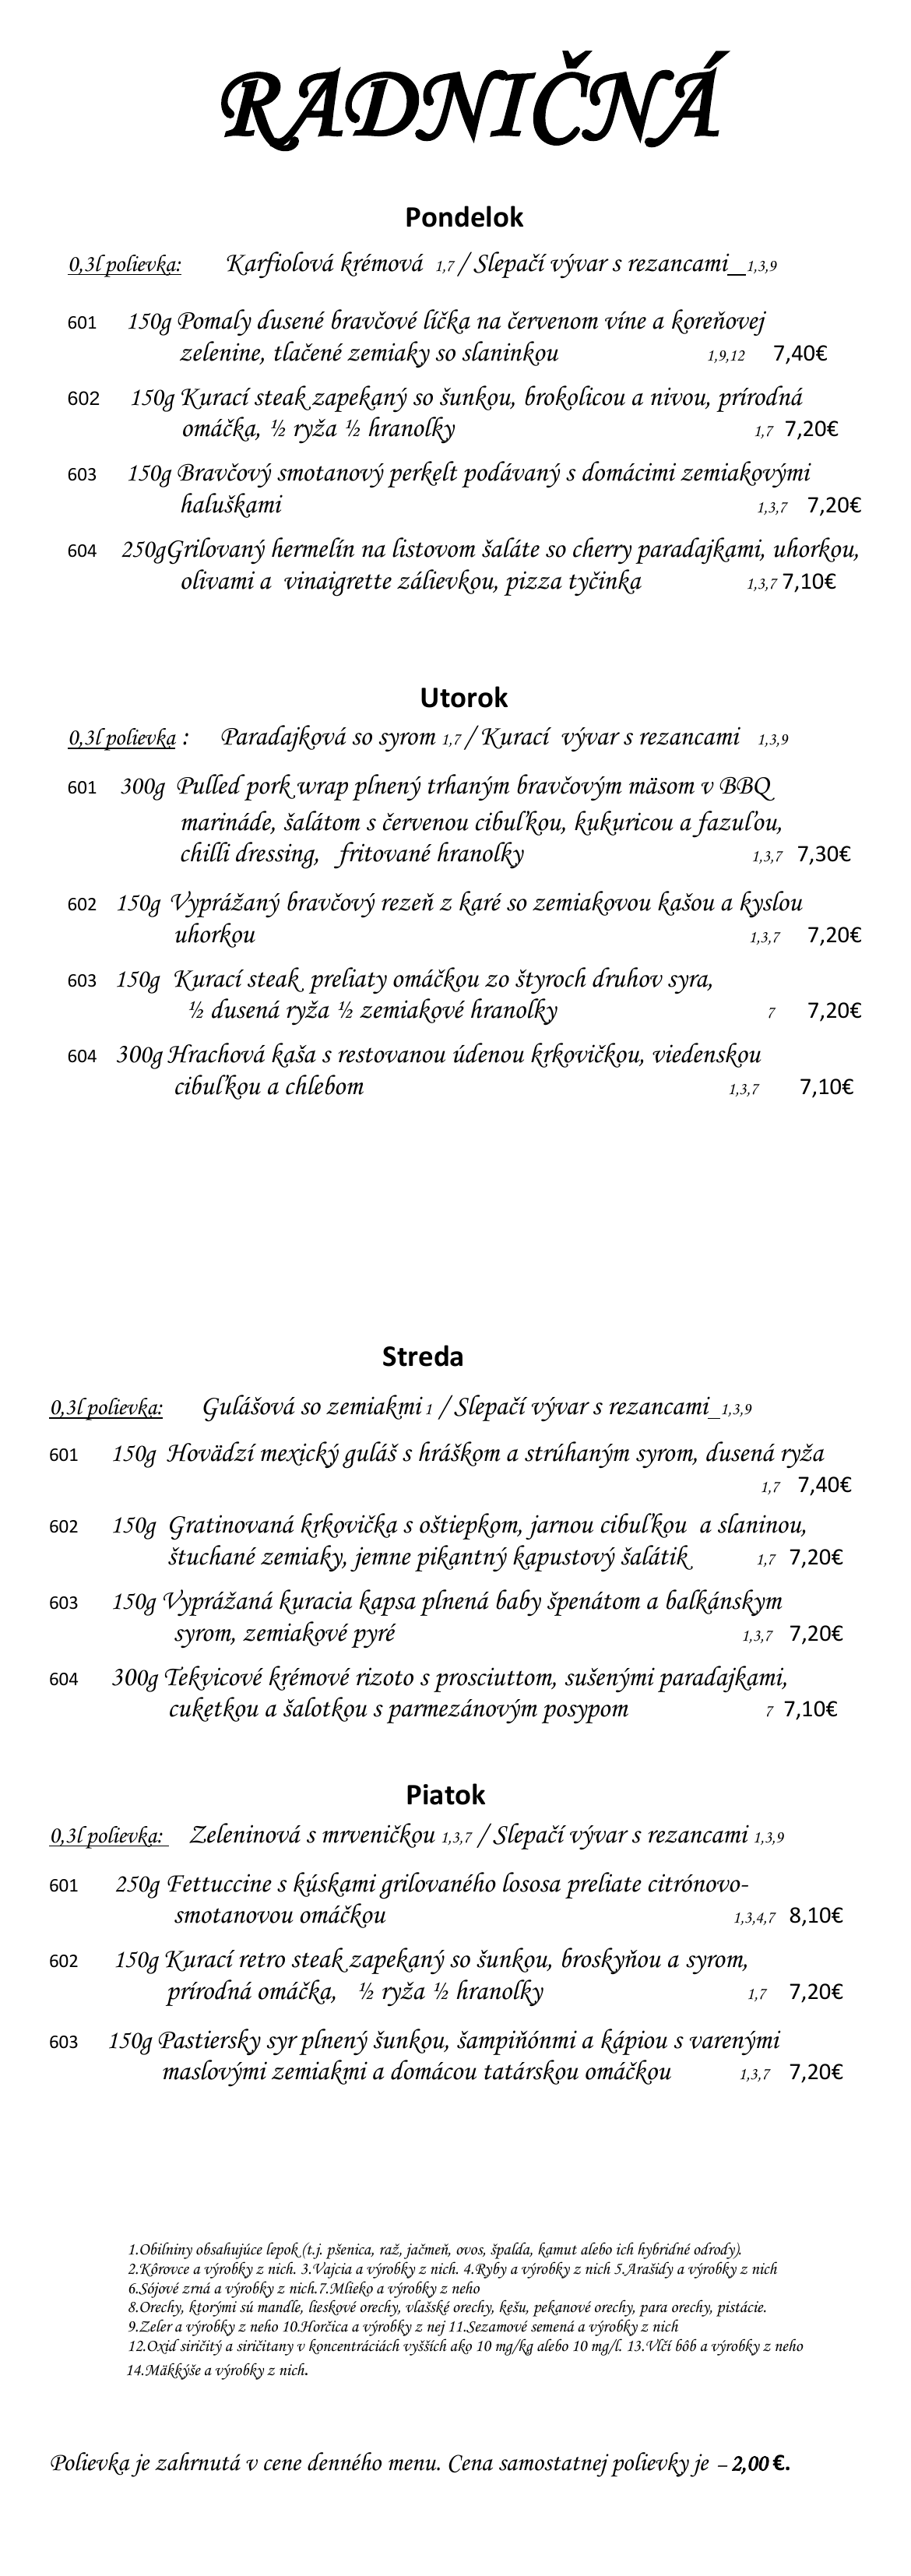 RADNIČNÁ
Pondelok
0,3l polievka: Karfiolová krémová 1,7 / Slepačí vývar s rezancami_1,3,9
601 150g Pomaly dusené bravčové líčka na červenom víne a koreňovej
zelenine, tlačené zemiaky so slaninkou 1,9,12 7,40€
602 150g Kurací steak zapekaný so šunkou, brokolicou a nivou, prírodná
omáčka, ½ ryža ½ hranolky 1,7 7,20€
603 150g Bravčový smotanový perkelt podávaný s domácimi zemiakovými
haluškami 1,3,7 7,20€
604 250gGrilovaný hermelín na listovom šaláte so cherry paradajkami, uhorkou,
olivami a vinaigrette zálievkou, pizza tyčinka 1,3,7 7,10€
Utorok
0,3l polievka : Paradajková so syrom 1,7 / Kurací vývar s rezancami 1,3,9
601 300g Pulled pork wrap plnený trhaným bravčovým mäsom v BBQ
marináde, šalátom s červenou cibuľkou, kukuricou a fazuľou,
chilli dressing, fritované hranolky 1,3,7 7,30€
602 150g Vyprážaný bravčový rezeň z karé so zemiakovou kašou a kyslou
uhorkou 1,3,7 7,20€
603 150g Kurací steak preliaty omáčkou zo štyroch druhov syra,
½ dusená ryža ½ zemiakové hranolky 7 7,20€
604 300g Hrachová kaša s restovanou údenou krkovičkou, viedenskou
cibuľkou a chlebom 1,3,7 7,10€
Streda
0,3l polievka: Gulášová so zemiakmi 1 / Slepačí vývar s rezancami_1,3,9
601 150g Hovädzí mexický guláš s hráškom a strúhaným syrom, dusená ryža
1,7 7,40€
602 150g Gratinovaná krkovička s oštiepkom, jarnou cibuľkou a slaninou,
štuchané zemiaky, jemne pikantný kapustový šalátik 1,7 7,20€
603 150g Vyprážaná kuracia kapsa plnená baby špenátom a balkánskym
syrom, zemiakové pyré 1,3,7 7,20€
604 300g Tekvicové krémové rizoto s prosciuttom, sušenými paradajkami,
cuketkou a šalotkou s parmezánovým posypom 7 7,10€
Piatok
0,3l polievka: Zeleninová s mrveničkou 1,3,7 / Slepačí vývar s rezancami 1,3,9
601 250g Fettuccine s kúskami grilovaného lososa preliate citrónovo-
smotanovou omáčkou 1,3,4,7 8,10€
602 150g Kurací retro steak zapekaný so šunkou, broskyňou a syrom,
prírodná omáčka, ½ ryža ½ hranolky 1,7 7,20€
603 150g Pastiersky syr plnený šunkou, šampiňónmi a kápiou s varenými
maslovými zemiakmi a domácou tatárskou omáčkou 1,3,7 7,20€
1.Obilniny obsahujúce lepok (t.j. pšenica, raž, jačmeň, ovos, špalda, kamut alebo ich hybridné odrody).
2.Kôrovce a výrobky z nich. 3.Vajcia a výrobky z nich. 4.Ryby a výrobky z nich 5.Arašidy a výrobky z nich
6.Sójové zrná a výrobky z nich.7.Mlieko a výrobky z neho
8.Orechy, ktorými sú mandle, lieskové orechy, vlašské orechy, kešu, pekanové orechy, para orechy, pistácie.
9.Zeler a výrobky z neho 10.Horčica a výrobky z nej 11.Sezamové semená a výrobky z nich
12.Oxid siričitý a siričitany v koncentráciách vyšších ako 10 mg/kg alebo 10 mg/l. 13.Vlčí bôb a výrobky z neho
14.Mäkkýše a výrobky z nich.
Polievka je zahrnutá v cene denného menu. Cena samostatnej polievky je – 2,00 €.